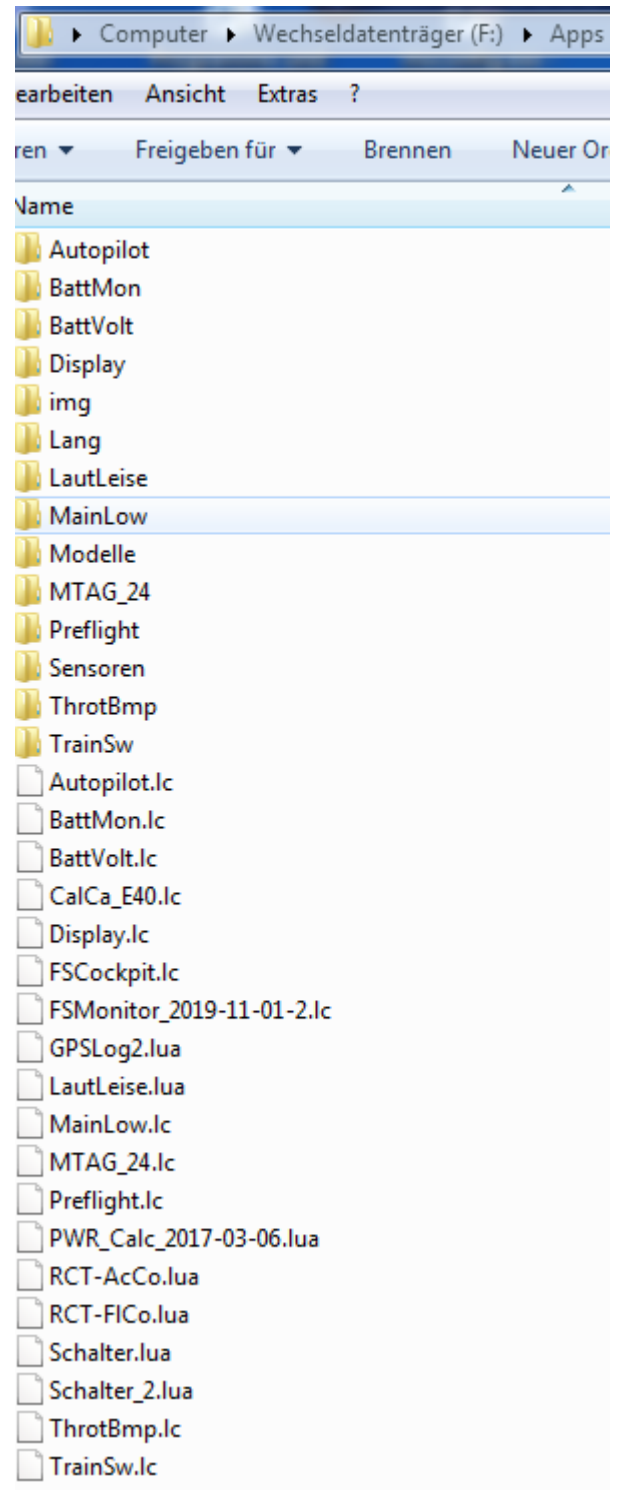 Computer Wechseldatenträger (F:) Apps
earbeiten Ansicht Extras ?
ren Freigeben für Brennen Neuer Or
Name
Autopilot
BattMon
BattVolt
Display
img
Lang
LautLeise
MainLow
Modelle
MTAG_24
Preflight
Sensoren
ThrotBmp
TrainSw
Autopilot.lc
BattMon.lc
BattVolt.lc
CalCa_E40.lc
Display.lc
FSCockpit.lc
FSMonitor_2019-11-01-2.lc
GPSLog2.lua
LautLeise.lua
MainLow.lc
MTAG_24.lc
Preflight.lc
PWR_Calc_2017-03-06.lua
RCT-AcCo.lua
RCT-FlCo.lua
Schalter.lua
Schalter_2.lua
ThrotBmp.lc
TrainSw.lc